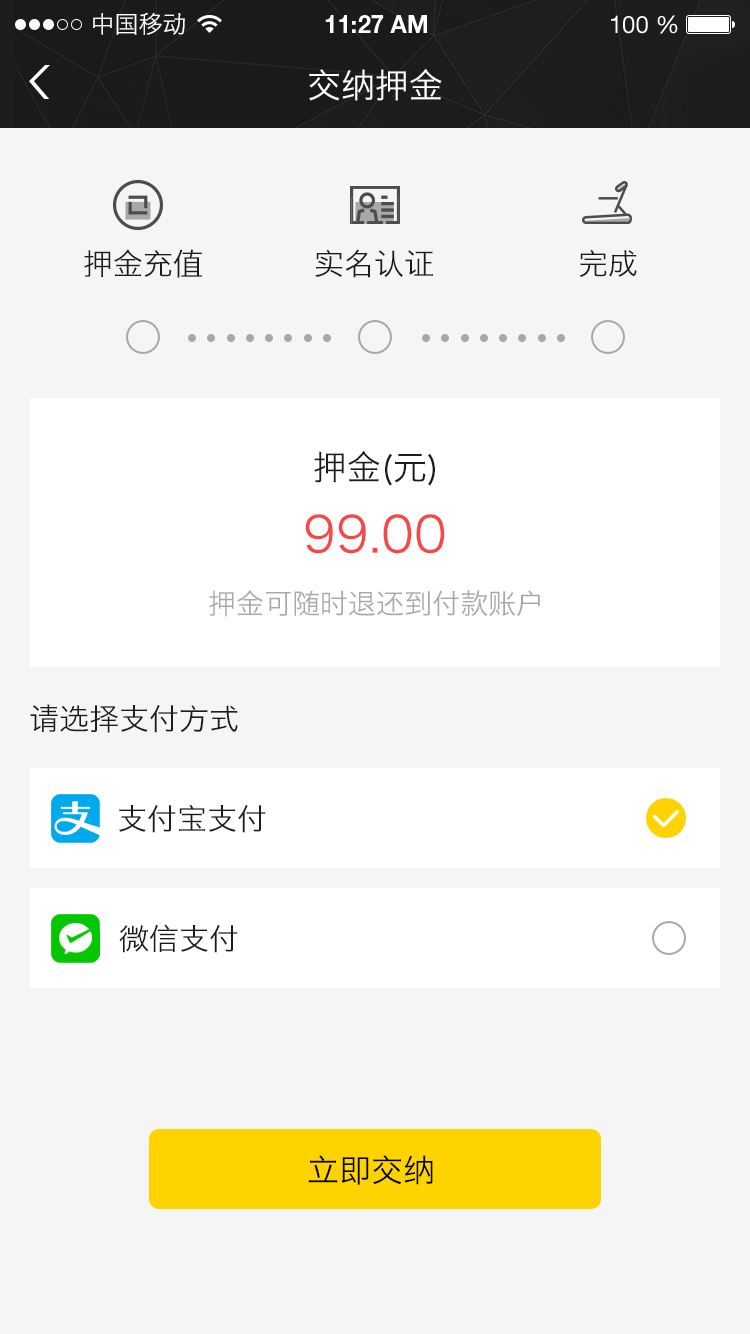 中国移动 11:27 AM 100 %
交纳押金
押金充值 实名认证 完成
押金(元)
99.00
押金可随时退还到付款账户
请选择支付方式
支 支付宝支付
微信支付
立即交纳